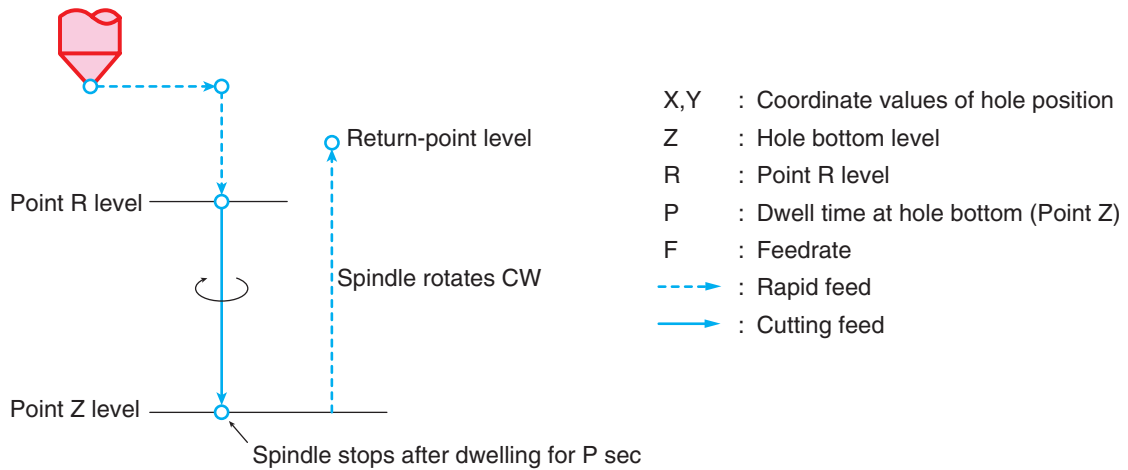 Return-point level
Point R level
Spindle rotates CW
Point Z level
Spindle stops after dwelling for P sec
X,Y : Coordinate values of hole position
Z : Hole bottom level
R : Point R level
P : Dwell time at hole bottom (Point Z)
F : Feedrate
: Rapid feed
: Cutting feed